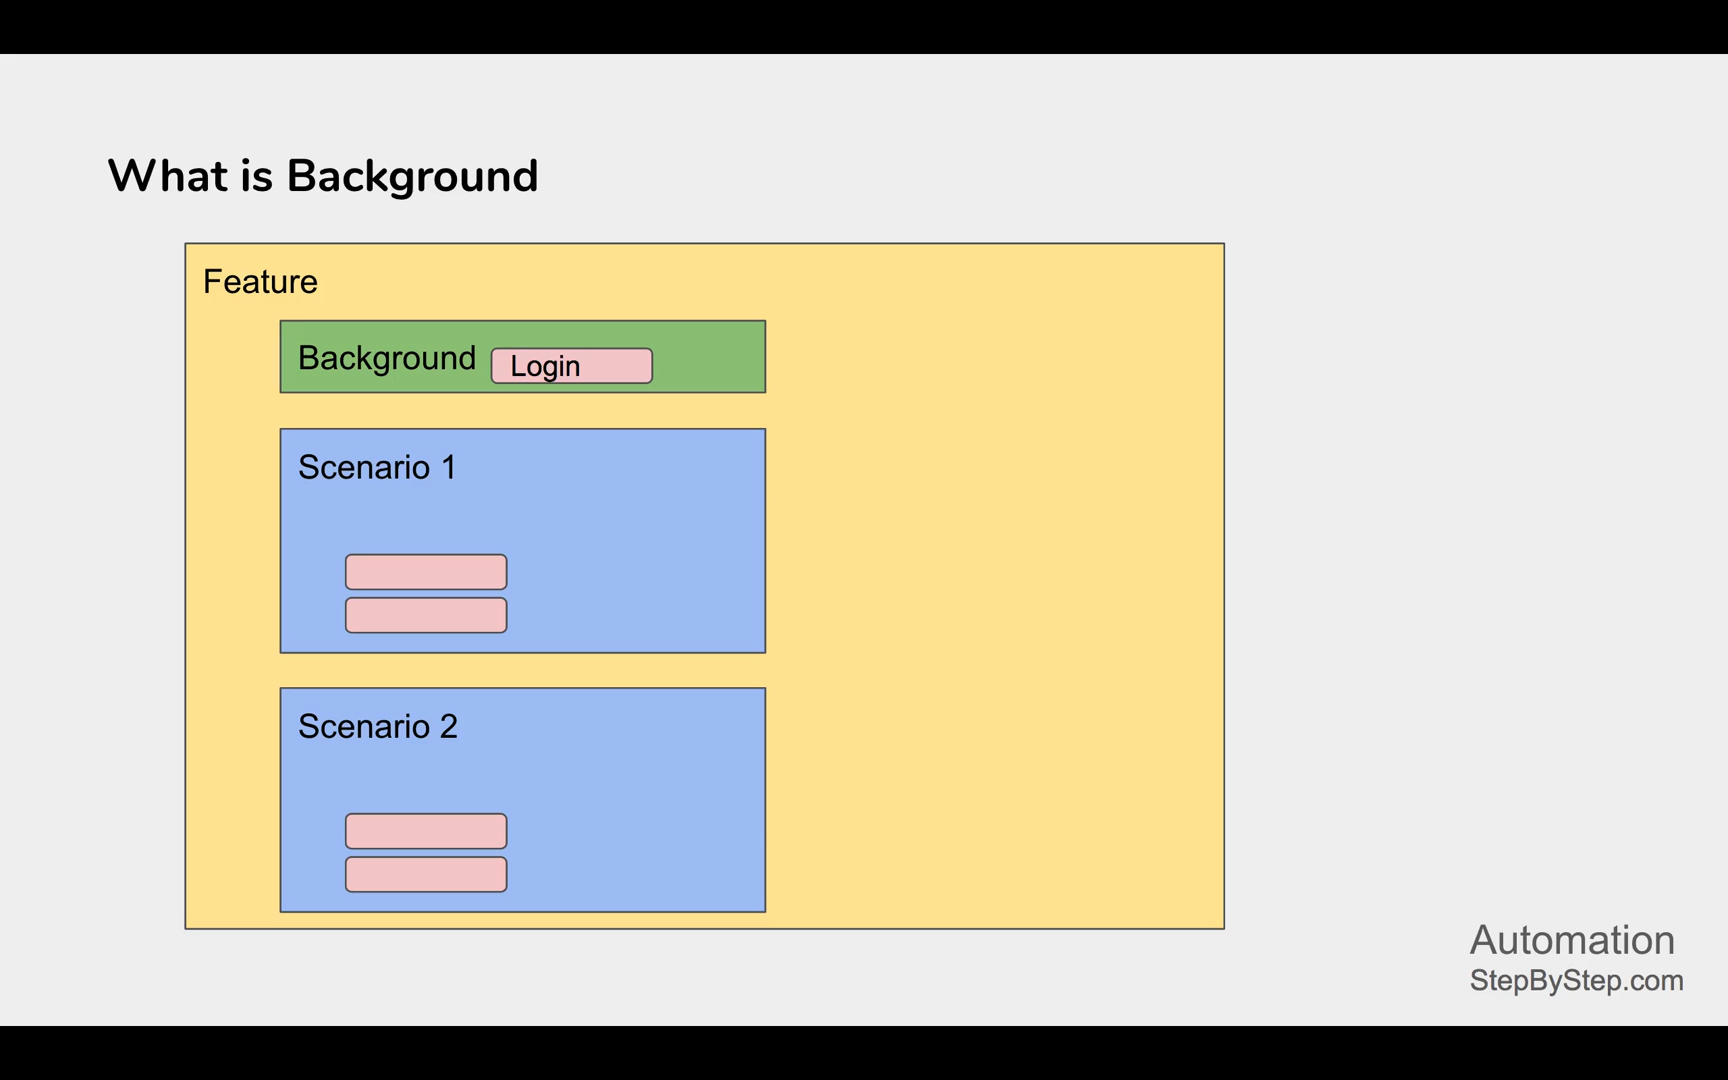 What is Background
Feature
Background
Login
Scenario 1
Scenario 2
Automation
StepByStep.com